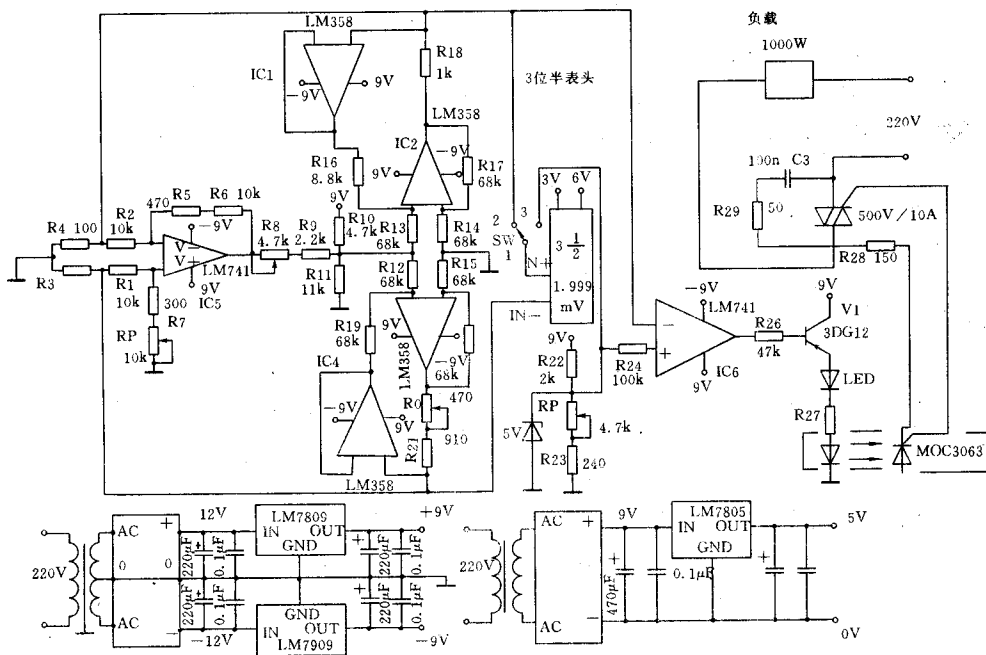 LM358
负载
1000W
220V
R18
1k
IC1
-9V
9V
3位半表头
LM358
IC2
-9V
9V
R16
8.8k
R17
68k
100n
C3
R29
50
500V/10A
R28
150
3V
6V
2
3
SW
1
IN+
3 1/2
1.999
mV
IN-
R5
R6
10k
470
R4
100
R2
10k
-9V
V-
V+
LM741
9V
IC5
R3
R1
10k
300
R7
RP
10k
R8
4.7k
R9
2.2k
9V
R10
4.7k
R11
11k
R13
68k
R14
68k
R12
68k
R15
68k
R19
68k
9V
LM358
-9V
68k
IC4
-9V
9V
LM358
470
R0
910
R21
9V
R22
2k
RP
4.7k
5V
R23
240
R24
100k
-9V
LM741
9V
IC6
R26
47k
9V
V1
3DG12
LED
R27
MOC3063
220V
AC
0
AC
+
0
-
12V
-12V
220μF
+
0.1μF
220μF
0.1μF
LM7809
IN
OUT
GND
GND
IN
OUT
LM7909
+
220μF
0.1μF
+
220μF
0.1μF
+9V
-9V
220V
AC
AC
+
-
9V
+
470μF
0.1μF
LM7805
IN
OUT
GND
+
5V
0V